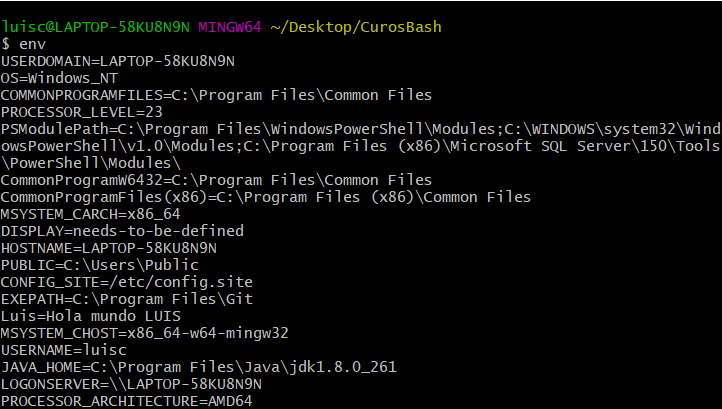 luisc@LAPTOP-58KU8N9N MINGW64 ~/Desktop/CurosBash
$ env
USERDOMAIN=LAPTOP-58KU8N9N
OS=Windows_NT
COMMONPROGRAMFILES=C:\Program Files\Common Files
PROCESSOR_LEVEL=23
PSModulePath=C:\Program Files\WindowsPowerShell\Modules;C:\WINDOWS\system32\Wind
owsPowerShell\v1.0\Modules;C:\Program Files (x86)\Microsoft SQL Server\150\Tools
\PowerShell\Modules\
CommonProgramW6432=C:\Program Files\Common Files
CommonProgramFiles(x86)=C:\Program Files (x86)\Common Files
MSYSTEM_CARCH=x86_64
DISPLAY=needs-to-be-defined
HOSTNAME=LAPTOP-58KU8N9N
PUBLIC=C:\Users\Public
CONFIG_SITE=/etc/config.site
EXEPATH=C:\Program Files\Git
Luis=Hola mundo LUIS
MSYSTEM_CHOST=x86_64-w64-mingw32
USERNAME=luisc
JAVA_HOME=C:\Program Files\Java\jdk1.8.0_261
LOGONSERVER=\\LAPTOP-58KU8N9N
PROCESSOR_ARCHITECTURE=AMD64